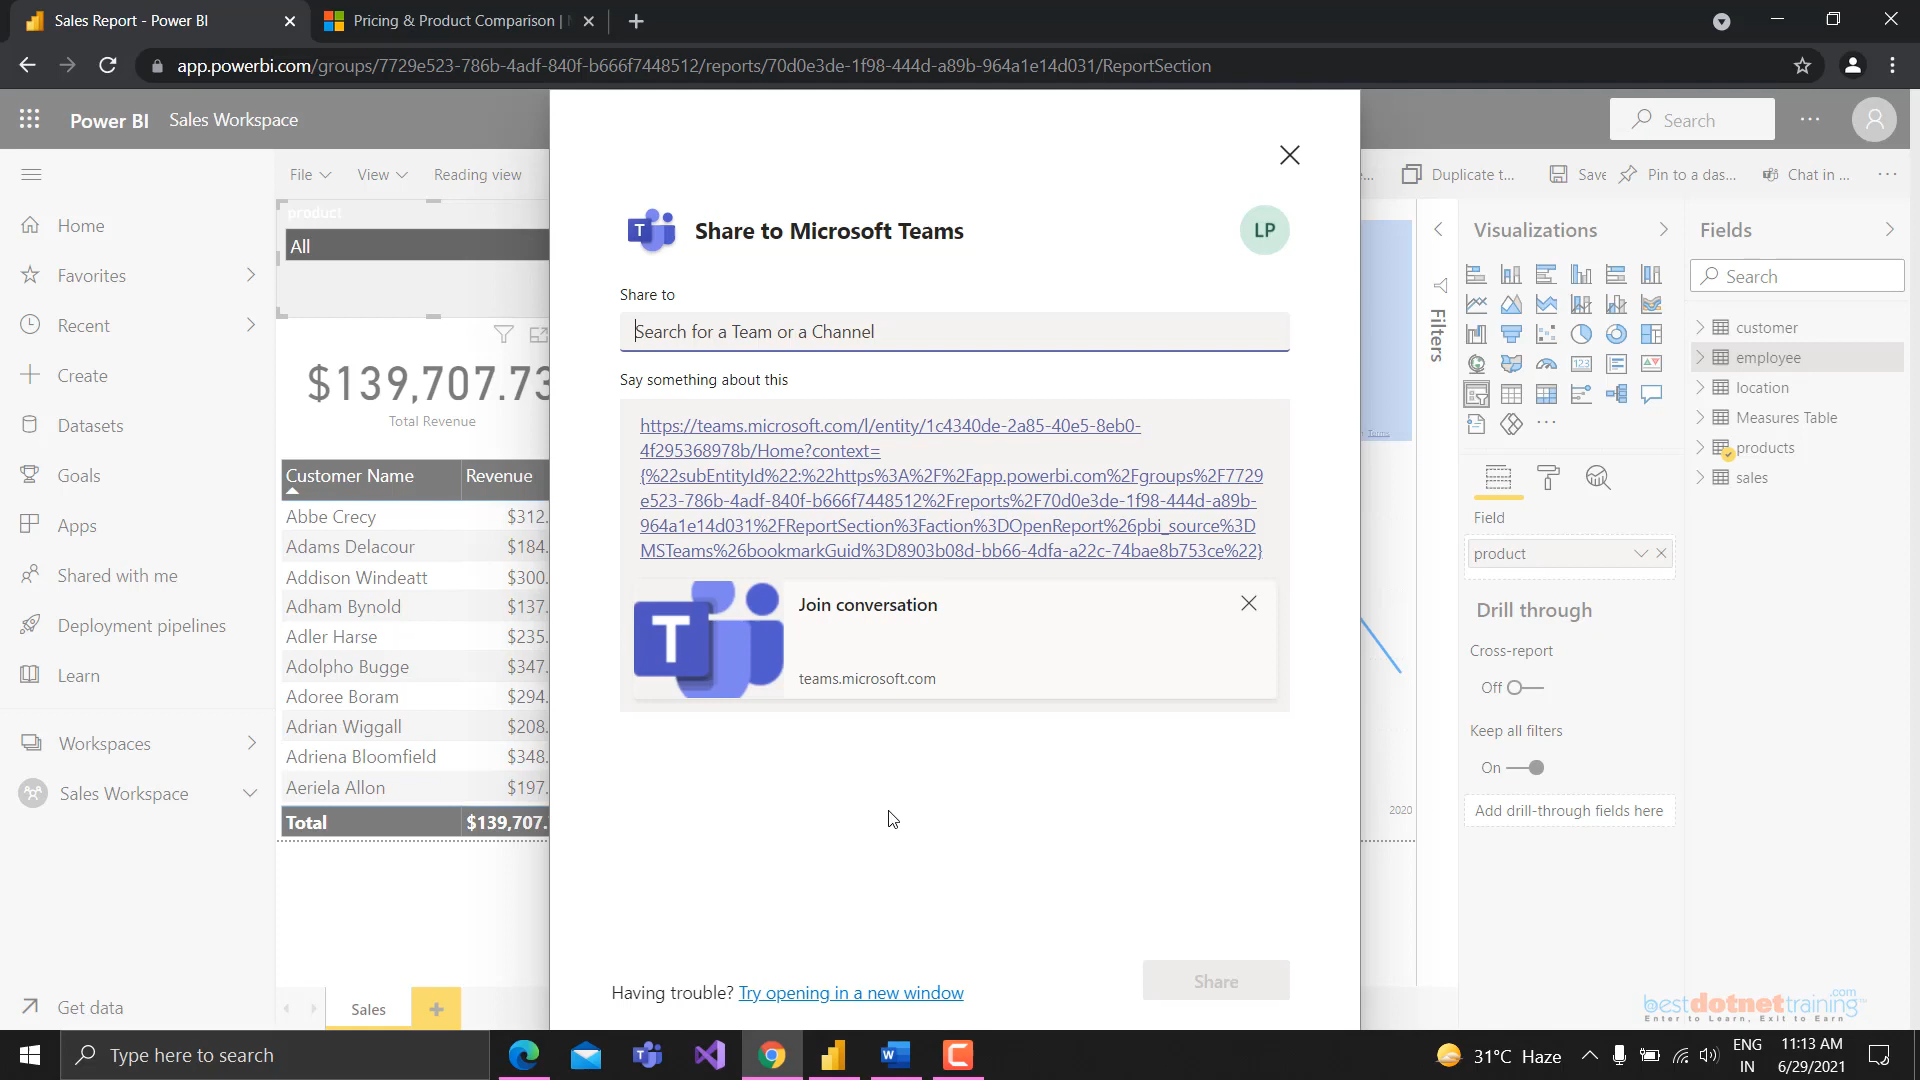 Sales Report - Power BI
Pricing & Product Comparison |
app.powerbi.com/groups/7729e523-786b-4adf-840f-b666f7448512/reports/70d0e3de-1f98-444d-a89b-964a1e14d031/ReportSection
Power BI Sales Workspace
Search
File View Reading view
Duplicate t...
Save
Pin to a das...
Chat in ...
Home
Favorites
Recent
Create
Datasets
Goals
Apps
Shared with me
Deployment pipelines
Learn
Workspaces
Sales Workspace
Get data
product
All
$139,707.73
Total Revenue
Customer Name Revenue
Abbe Crecy $312.
Adams Delacour $184.
Addison Windeatt $300.
Adham Bynold $137.
Adler Harse $235.
Adolpho Bugge $347.
Adoree Boram $294.
Adrian Wiggall $208.
Adriena Bloomfield $348.
Aeriela Allon $197.
Total $139,707.
Sales
Share to Microsoft Teams
LP
Share to
Search for a Team or a Channel
Say something about this
https://teams.microsoft.com/l/entity/1c4340de-2a85-40e5-8eb0-
4f295368978b/Home?context=
{%22subEntityId%22:%22https%3A%2F%2Fapp.powerbi.com%2Fgroups%2F7729
e523-786b-4adf-840f-b666f7448512%2Freports%2F70d0e3de-1f98-444d-a89b-
964a1e14d031%2FReportSection%3Faction%3DOpenReport%26pbi_source%3D
MSTeams%26bookmarkGuid%3D8903b08d-bb66-4dfa-a22c-74bae8b753ce%22}
T
Join conversation
teams.microsoft.com
Having trouble? Try opening in a new window
Share
2020
Filters
Visualizations
Field
product
Drill through
Cross-report
Off
Keep all filters
On
Add drill-through fields here
Fields
Search
customer
employee
location
Measures Table
products
sales
bestdotnettraining.com
Enter to Learn, Exit to Earn
Type here to search
31°C Haze
ENG
IN
11:13 AM
6/29/2021